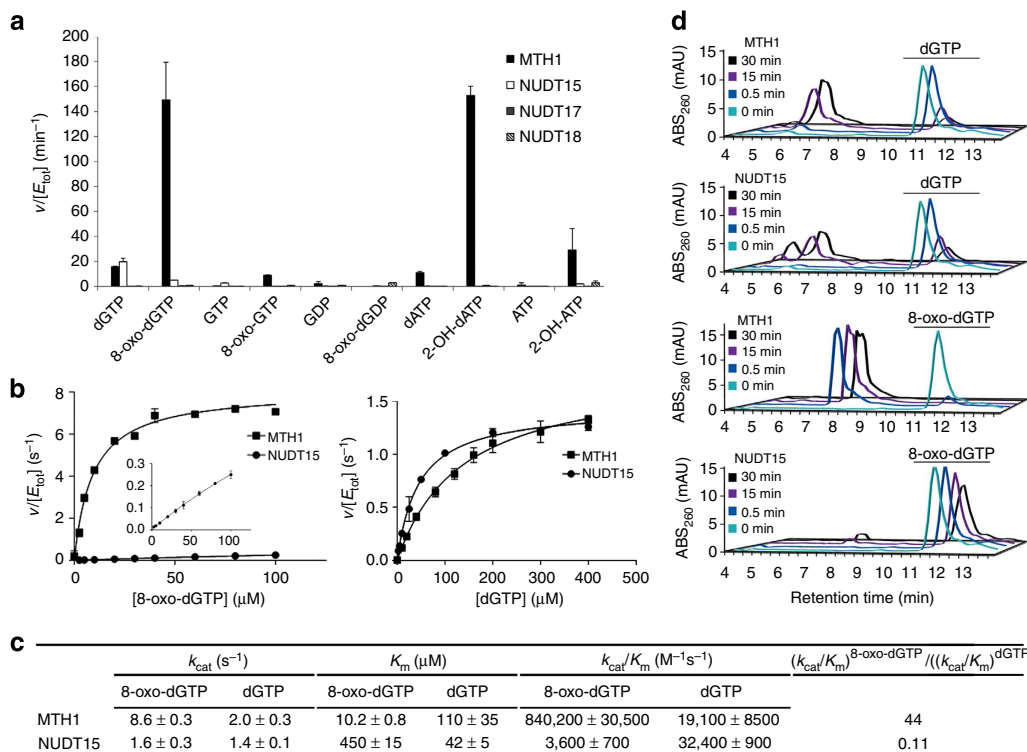 a
200
180
160
140
120
100
80
60
40
20
0
v/[Etot] (min−1)
MTH1
NUDT15
NUDT17
NUDT18
dGTP
8-oxo-dGTP
GTP
8-oxo-GTP
GDP
8-oxo-dGDP
dATP
2-OH-dATP
ATP
2-OH-ATP
b
8
6
4
2
0
v/[Etot] (s−1)
MTH1
NUDT15
0.3
0.2
0.1
0.0
0 50 100
0 50 100
[8-oxo-dGTP] (μM)
1.5
1.0
0.5
0.0
v/[Etot] (s−1)
MTH1
NUDT15
0 100 200 300 400 500
[dGTP] (μM)
d
MTH1
30 min
15 min
0.5 min
0 min
dGTP
15
10
5
0
ABS260 (mAU)
4 5 6 7 8 9 10 11 12 13
NUDT15
30 min
15 min
0.5 min
0 min
dGTP
15
10
5
0
ABS260 (mAU)
4 5 6 7 8 9 10 11 12 13
MTH1
30 min
15 min
0.5 min
0 min
8-oxo-dGTP
15
10
5
0
ABS260 (mAU)
4 5 6 7 8 9 10 11 12 13
NUDT15
30 min
15 min
0.5 min
0 min
8-oxo-dGTP
15
10
5
0
ABS260 (mAU)
4 5 6 7 8 9 10 11 12 13
Retention time (min)
c
kcat (s−1) Km (μM) kcat/Km (M−1s−1) (kcat/Km)8-oxo-dGTP/((kcat/Km)dGTP
8-oxo-dGTP dGTP 8-oxo-dGTP dGTP 8-oxo-dGTP dGTP
MTH1 8.6 ± 0.3 2.0 ± 0.3 10.2 ± 0.8 110 ± 35 840,200 ± 30,500 19,100 ± 8500 44
NUDT15 1.6 ± 0.3 1.4 ± 0.1 450 ± 15 42 ± 5 3,600 ± 700 32,400 ± 900 0.11